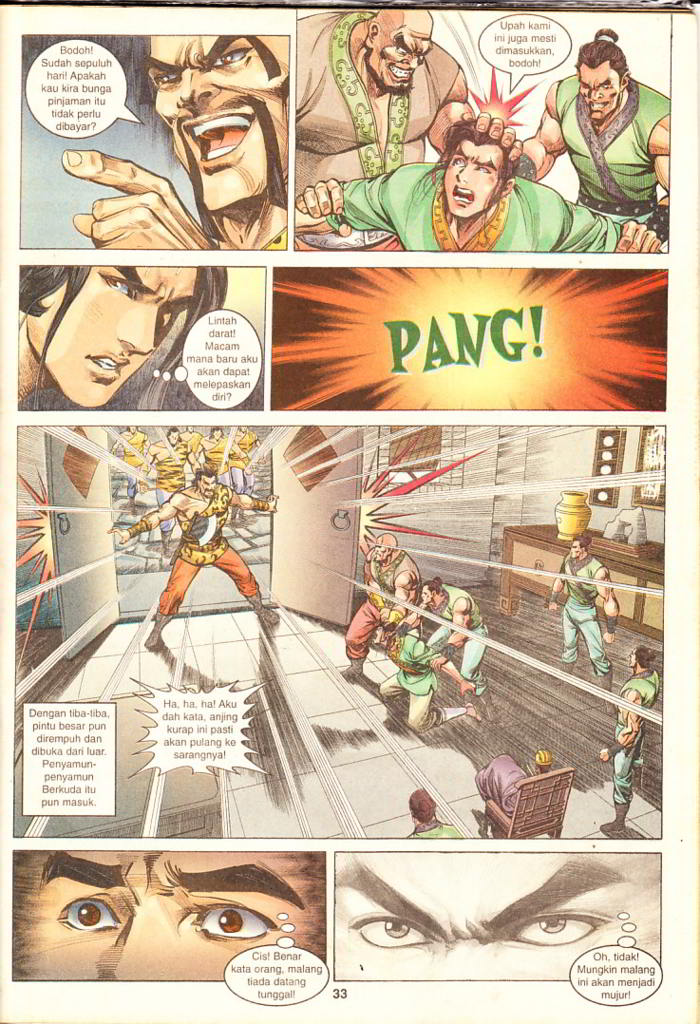 Bodoh!
Sudah sepuluh
hari! Apakah
kau kira bunga
pinjaman itu
tidak perlu
dibayar?
Upah kami
ini juga mesti
dimasukkan,
bodoh!
Lintah
darat!
Macam
mana baru aku
akan dapat
melepaskan
diri?
PANG!
Dengan tiba-tiba,
pintu besar pun
dirempuh dan
dibuka dari luar.
Penyamun-
penyamun
Berkuda itu
pun masuk.
Ha, ha, ha! Aku
dah kata, anjing
kurap ini pasti
akan pulang ke
sarangnya!
Cis! Benar
kata orang, malang
tiada datang
tunggal!
Oh, tidak!
Mungkin malang
ini akan menjadi
mujur!
33